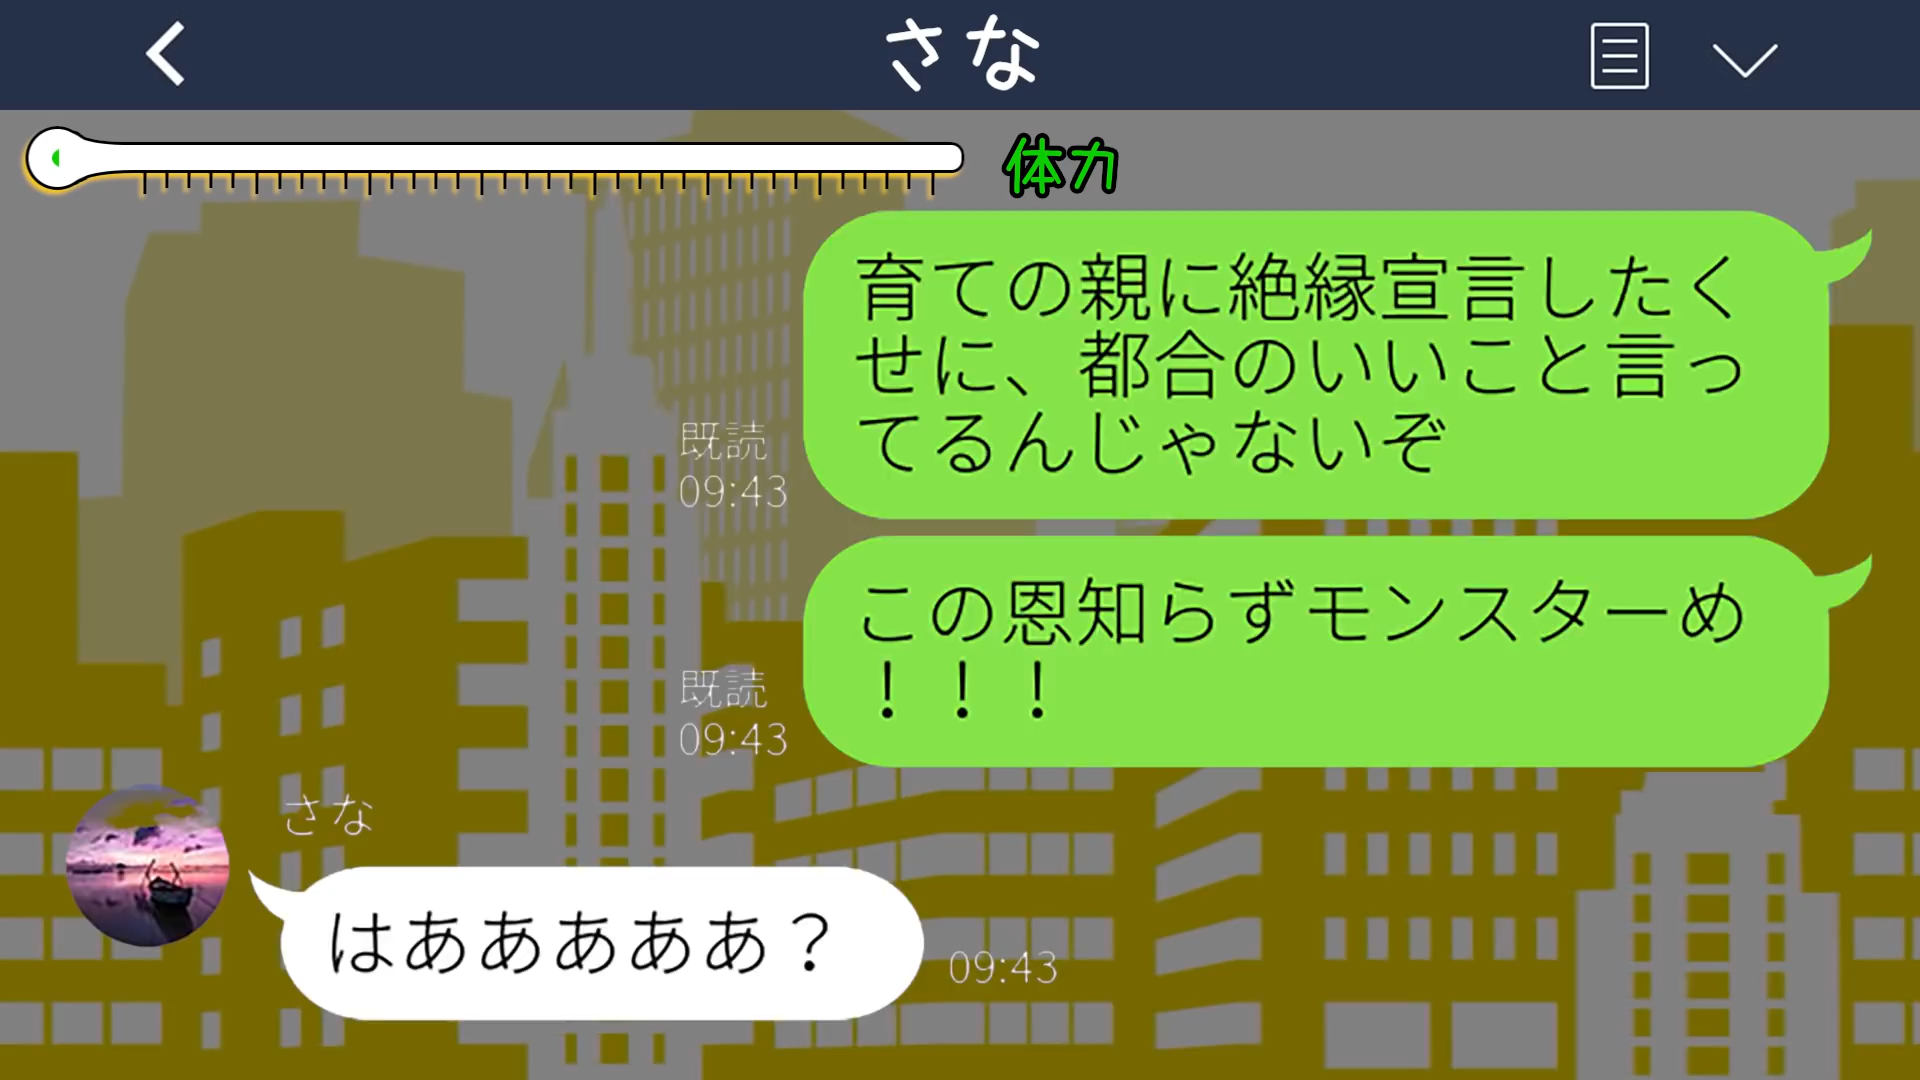 さな
体力
育ての親に絶縁宣言したく
せに、都合のいいこと言っ
てるんじゃないぞ
既読
09:43
この恩知らずモンスターめ
！！！
既読
09:43
さな
はあああああ？
09:43